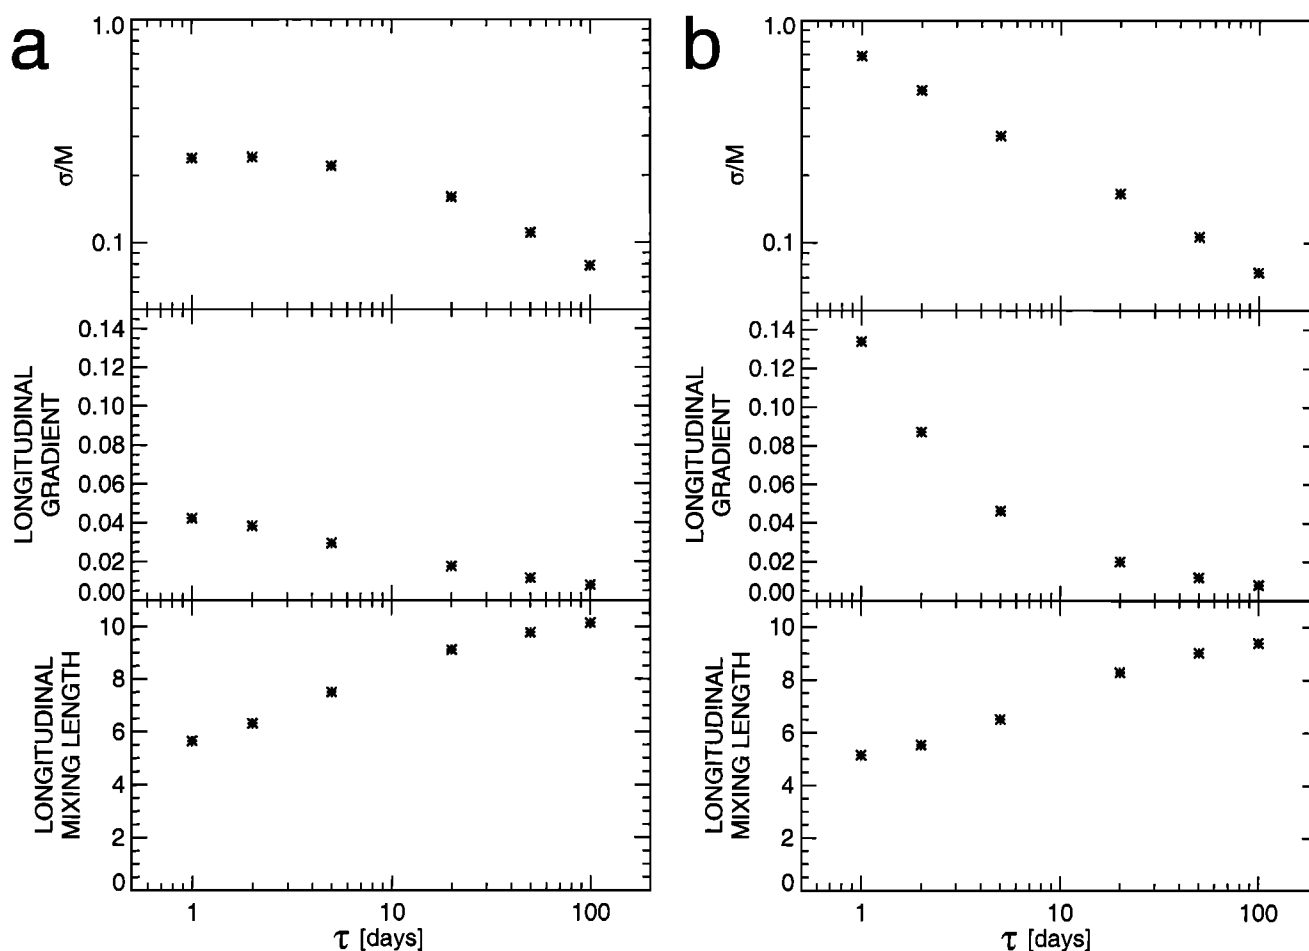 a
1.0
0.1
σ/M
0.14
0.12
0.10
0.08
0.06
0.04
0.02
0.00
LONGITUDINAL
GRADIENT
10
8
6
4
2
0
LONGITUDINAL
MIXING LENGTH
1
10
100
τ [days]
b
1.0
0.1
σ/M
0.14
0.12
0.10
0.08
0.06
0.04
0.02
0.00
LONGITUDINAL
GRADIENT
10
8
6
4
2
0
LONGITUDINAL
MIXING LENGTH
1
10
100
τ [days]